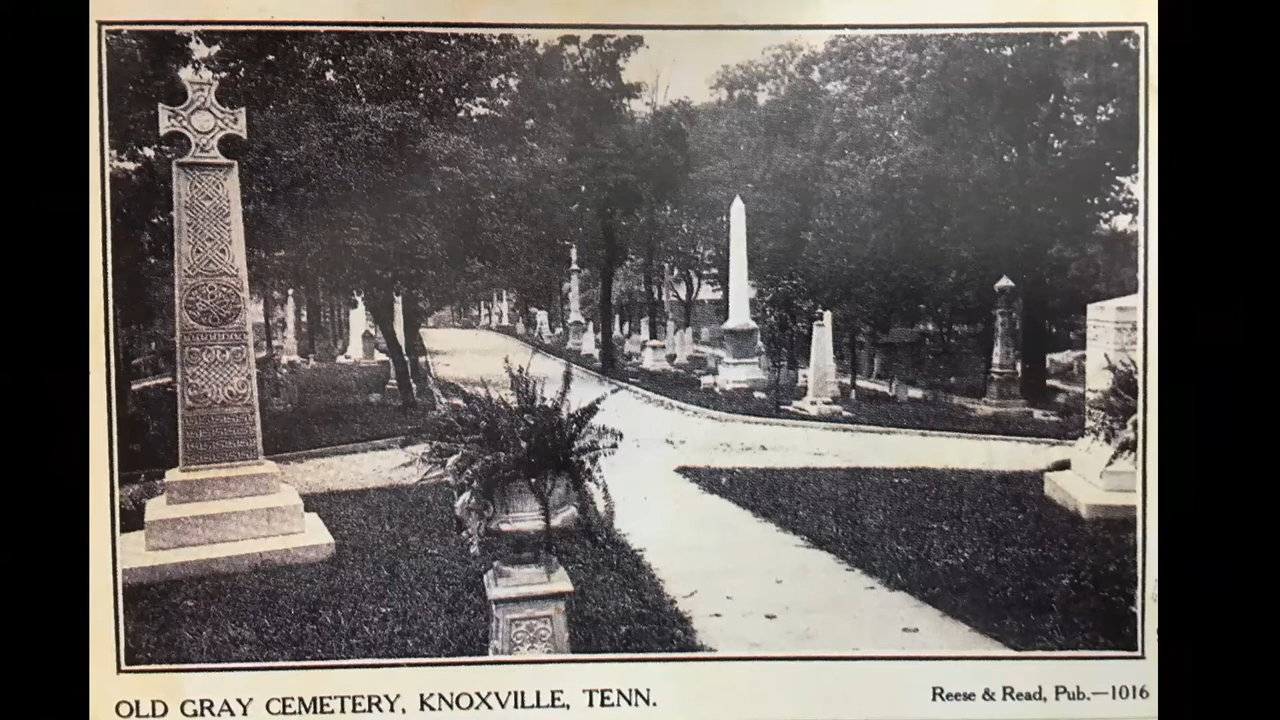 OLD GRAY CEMETERY, KNOXVILLE, TENN.
Reese & Read, Pub.—1016